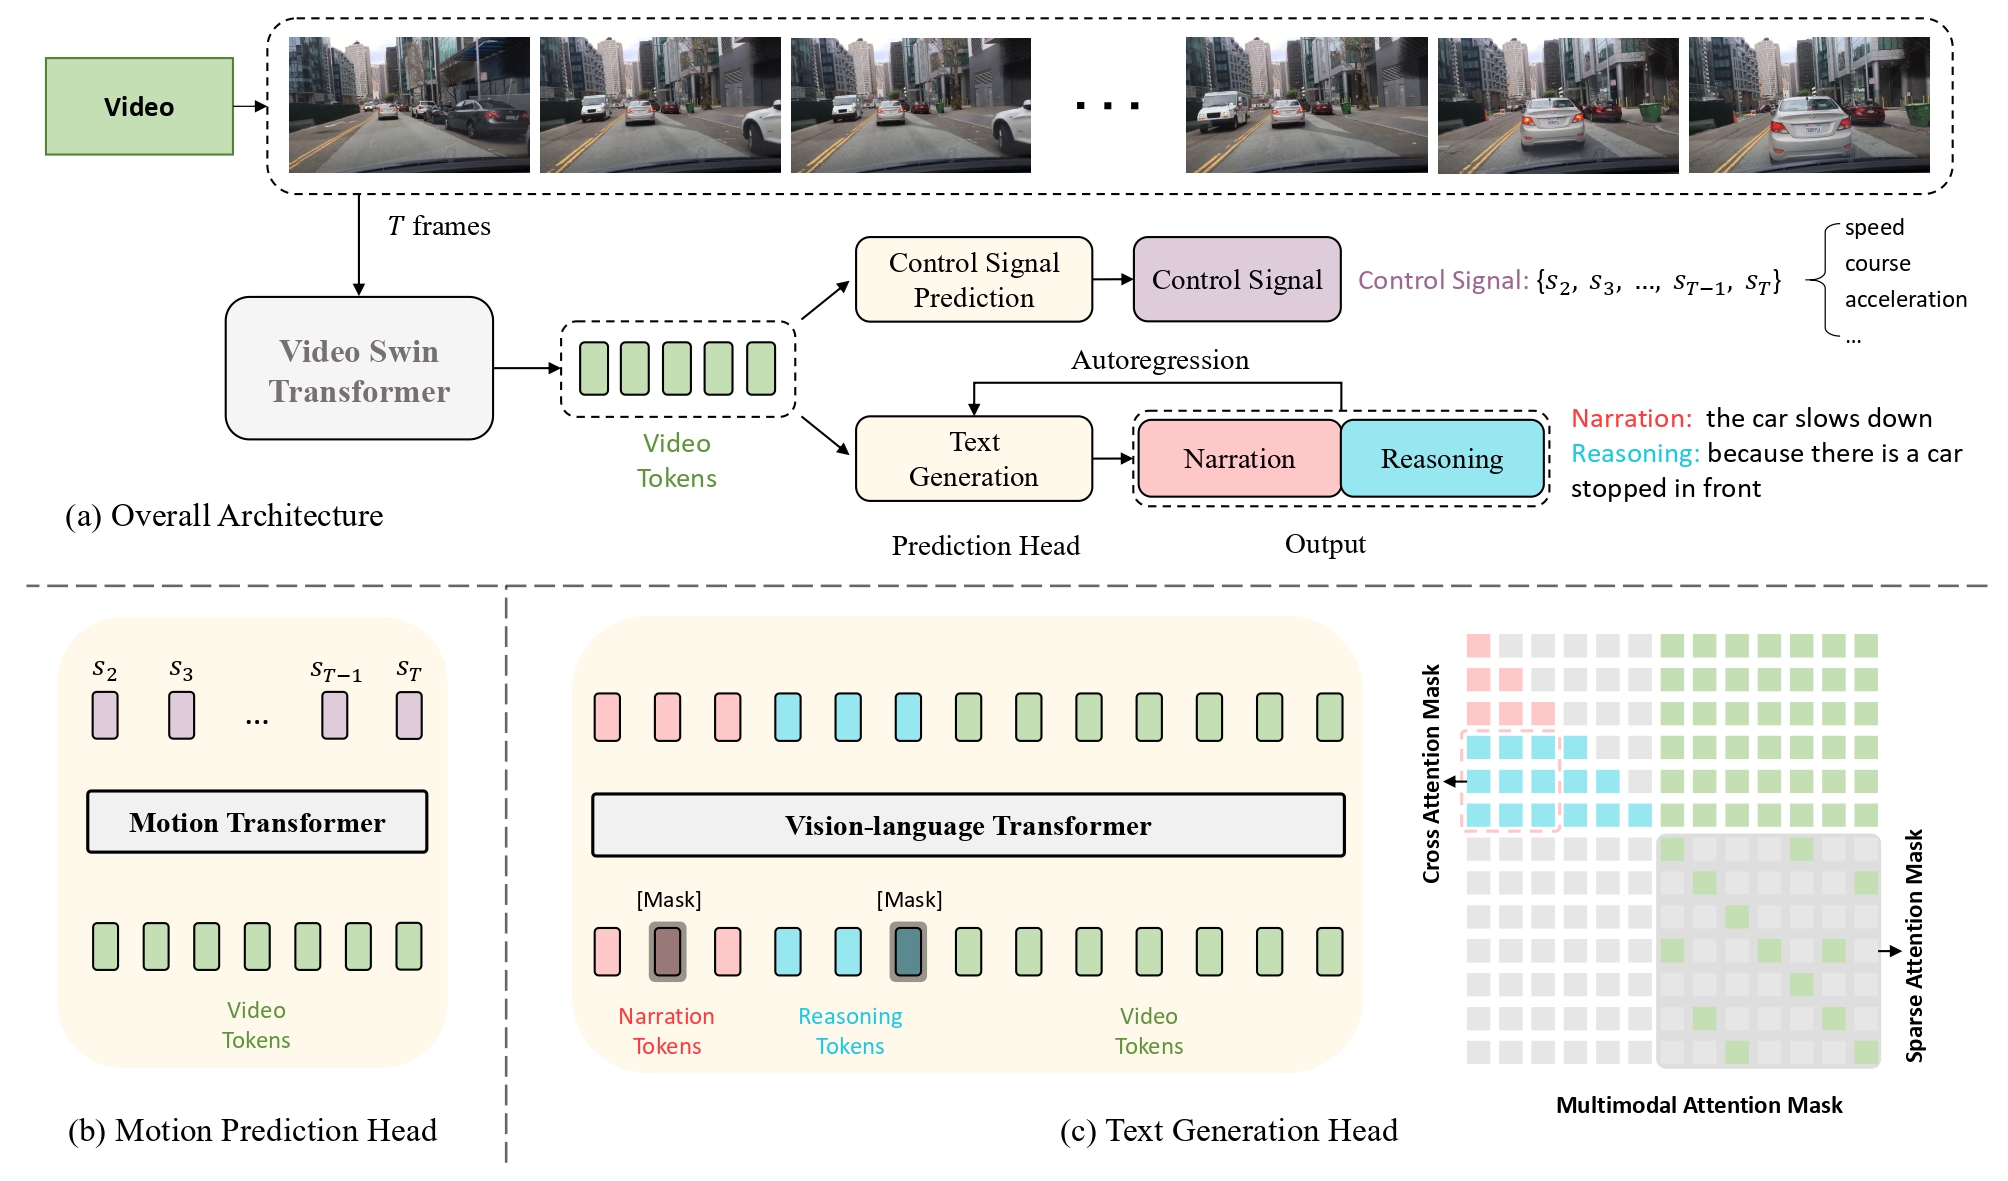 Video
T frames
Video Swin
Transformer
Video
Tokens
Control Signal
Prediction
Control Signal
Control Signal: {s₂, s₃, ..., s_{T−1}, s_T}
speed
course
acceleration
...
Autoregression
Text
Generation
Narration
Reasoning
Narration: the car slows down
Reasoning: because there is a car
stopped in front
(a) Overall Architecture
Prediction Head
Output
s₂ s₃ s_{T−1} s_T
...
Motion Transformer
Video
Tokens
(b) Motion Prediction Head
Vision-language Transformer
[Mask]
[Mask]
Narration
Tokens
Reasoning
Tokens
Video
Tokens
(c) Text Generation Head
Cross Attention Mask
Sparse Attention Mask
Multimodal Attention Mask